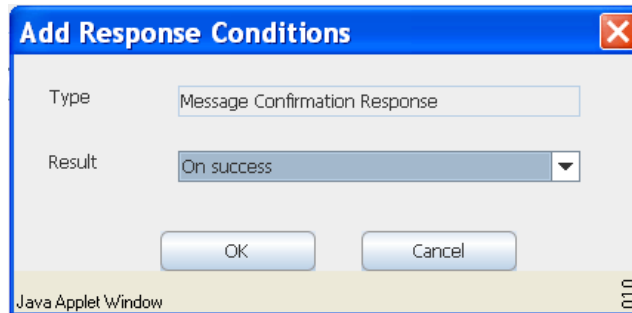 Add Response Conditions
Type Message Confirmation Response
Result On success
OK Cancel
Java Applet Window